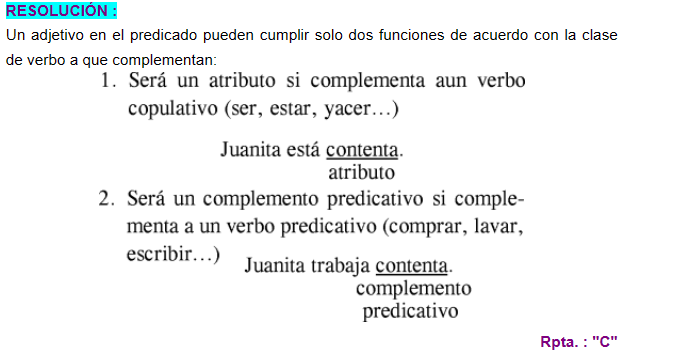 RESOLUCIÓN :
Un adjetivo en el predicado pueden cumplir solo dos funciones de acuerdo con la clase
de verbo a que complementan:
1. Será un atributo si complementa aun verbo
copulativo (ser, estar, yacer…)
Juanita está contenta.
atributo
2. Será un complemento predicativo si comple-
menta a un verbo predicativo (comprar, lavar,
escribir…)
Juanita trabaja contenta.
complemento
predicativo
Rpta. : "C"